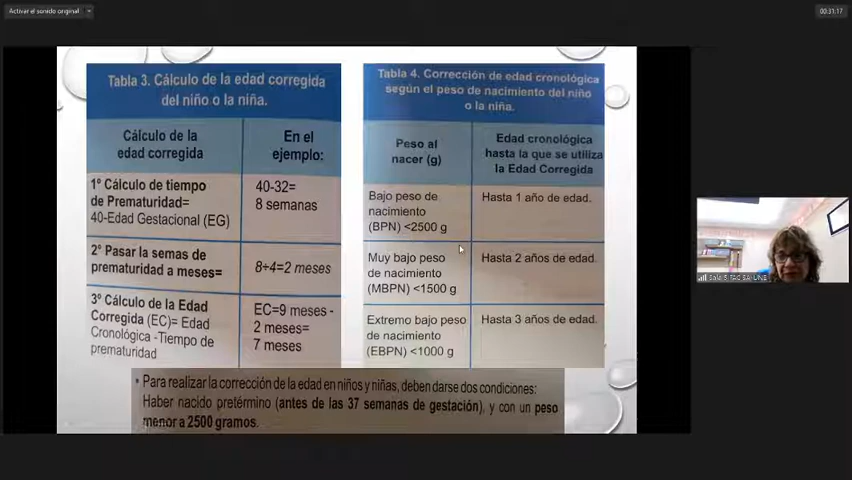 Activar el sonido original
00:31:17
Tabla 3. Cálculo de la edad corregida
del niño o la niña.
Cálculo de la
edad corregida
En el
ejemplo:
1º Cálculo de tiempo
de Prematuridad=
40-Edad Gestacional (EG)
40-32=
8 semanas
2º Pasar la semas de
prematuridad a meses=
8÷4=2 meses
3º Cálculo de la Edad
Corregida (EC)= Edad
Cronológica -Tiempo de
prematuridad
EC=9 meses -
2 meses=
7 meses
Tabla 4. Corrección de edad cronológica
según el peso de nacimiento del niño
o la niña.
Peso al
nacer (g)
Edad cronológica
hasta la que se utiliza
la Edad Corregida
Bajo peso de
nacimiento
(BPN) <2500 g
Hasta 1 año de edad.
Muy bajo peso
de nacimiento
(MBPN) <1500 g
Hasta 2 años de edad.
Extremo bajo peso
de nacimiento
(EBPN) <1000 g
Hasta 3 años de edad.
• Para realizar la corrección de la edad en niños y niñas, deben darse dos condiciones:
Haber nacido pretérmino (antes de las 37 semanas de gestación), y con un peso
menor a 2500 gramos.